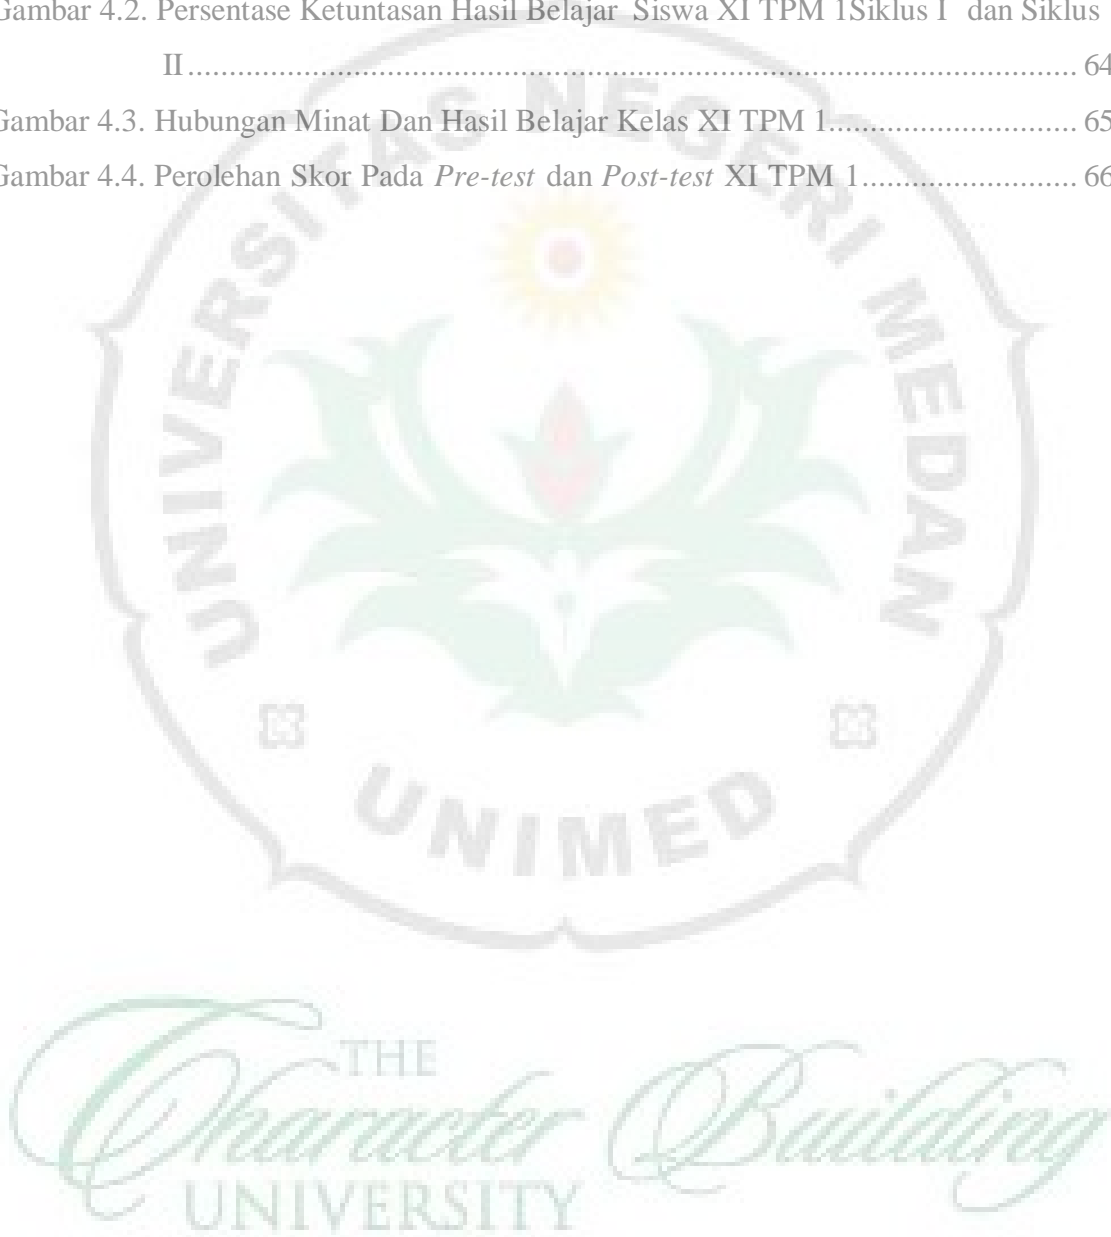 Gambar 4.2. Persentase Ketuntasan Hasil Belajar Siswa XI TPM 1Siklus I dan Siklus
II ............................................................................................................ 64
Gambar 4.3. Hubungan Minat Dan Hasil Belajar Kelas XI TPM 1.............................. 65
Gambar 4.4. Perolehan Skor Pada Pre-test dan Post-test XI TPM 1.......................... 66
UNIVERSITAS NEGERI MEDAN
UNIMED
THE
Character Building
UNIVERSITY